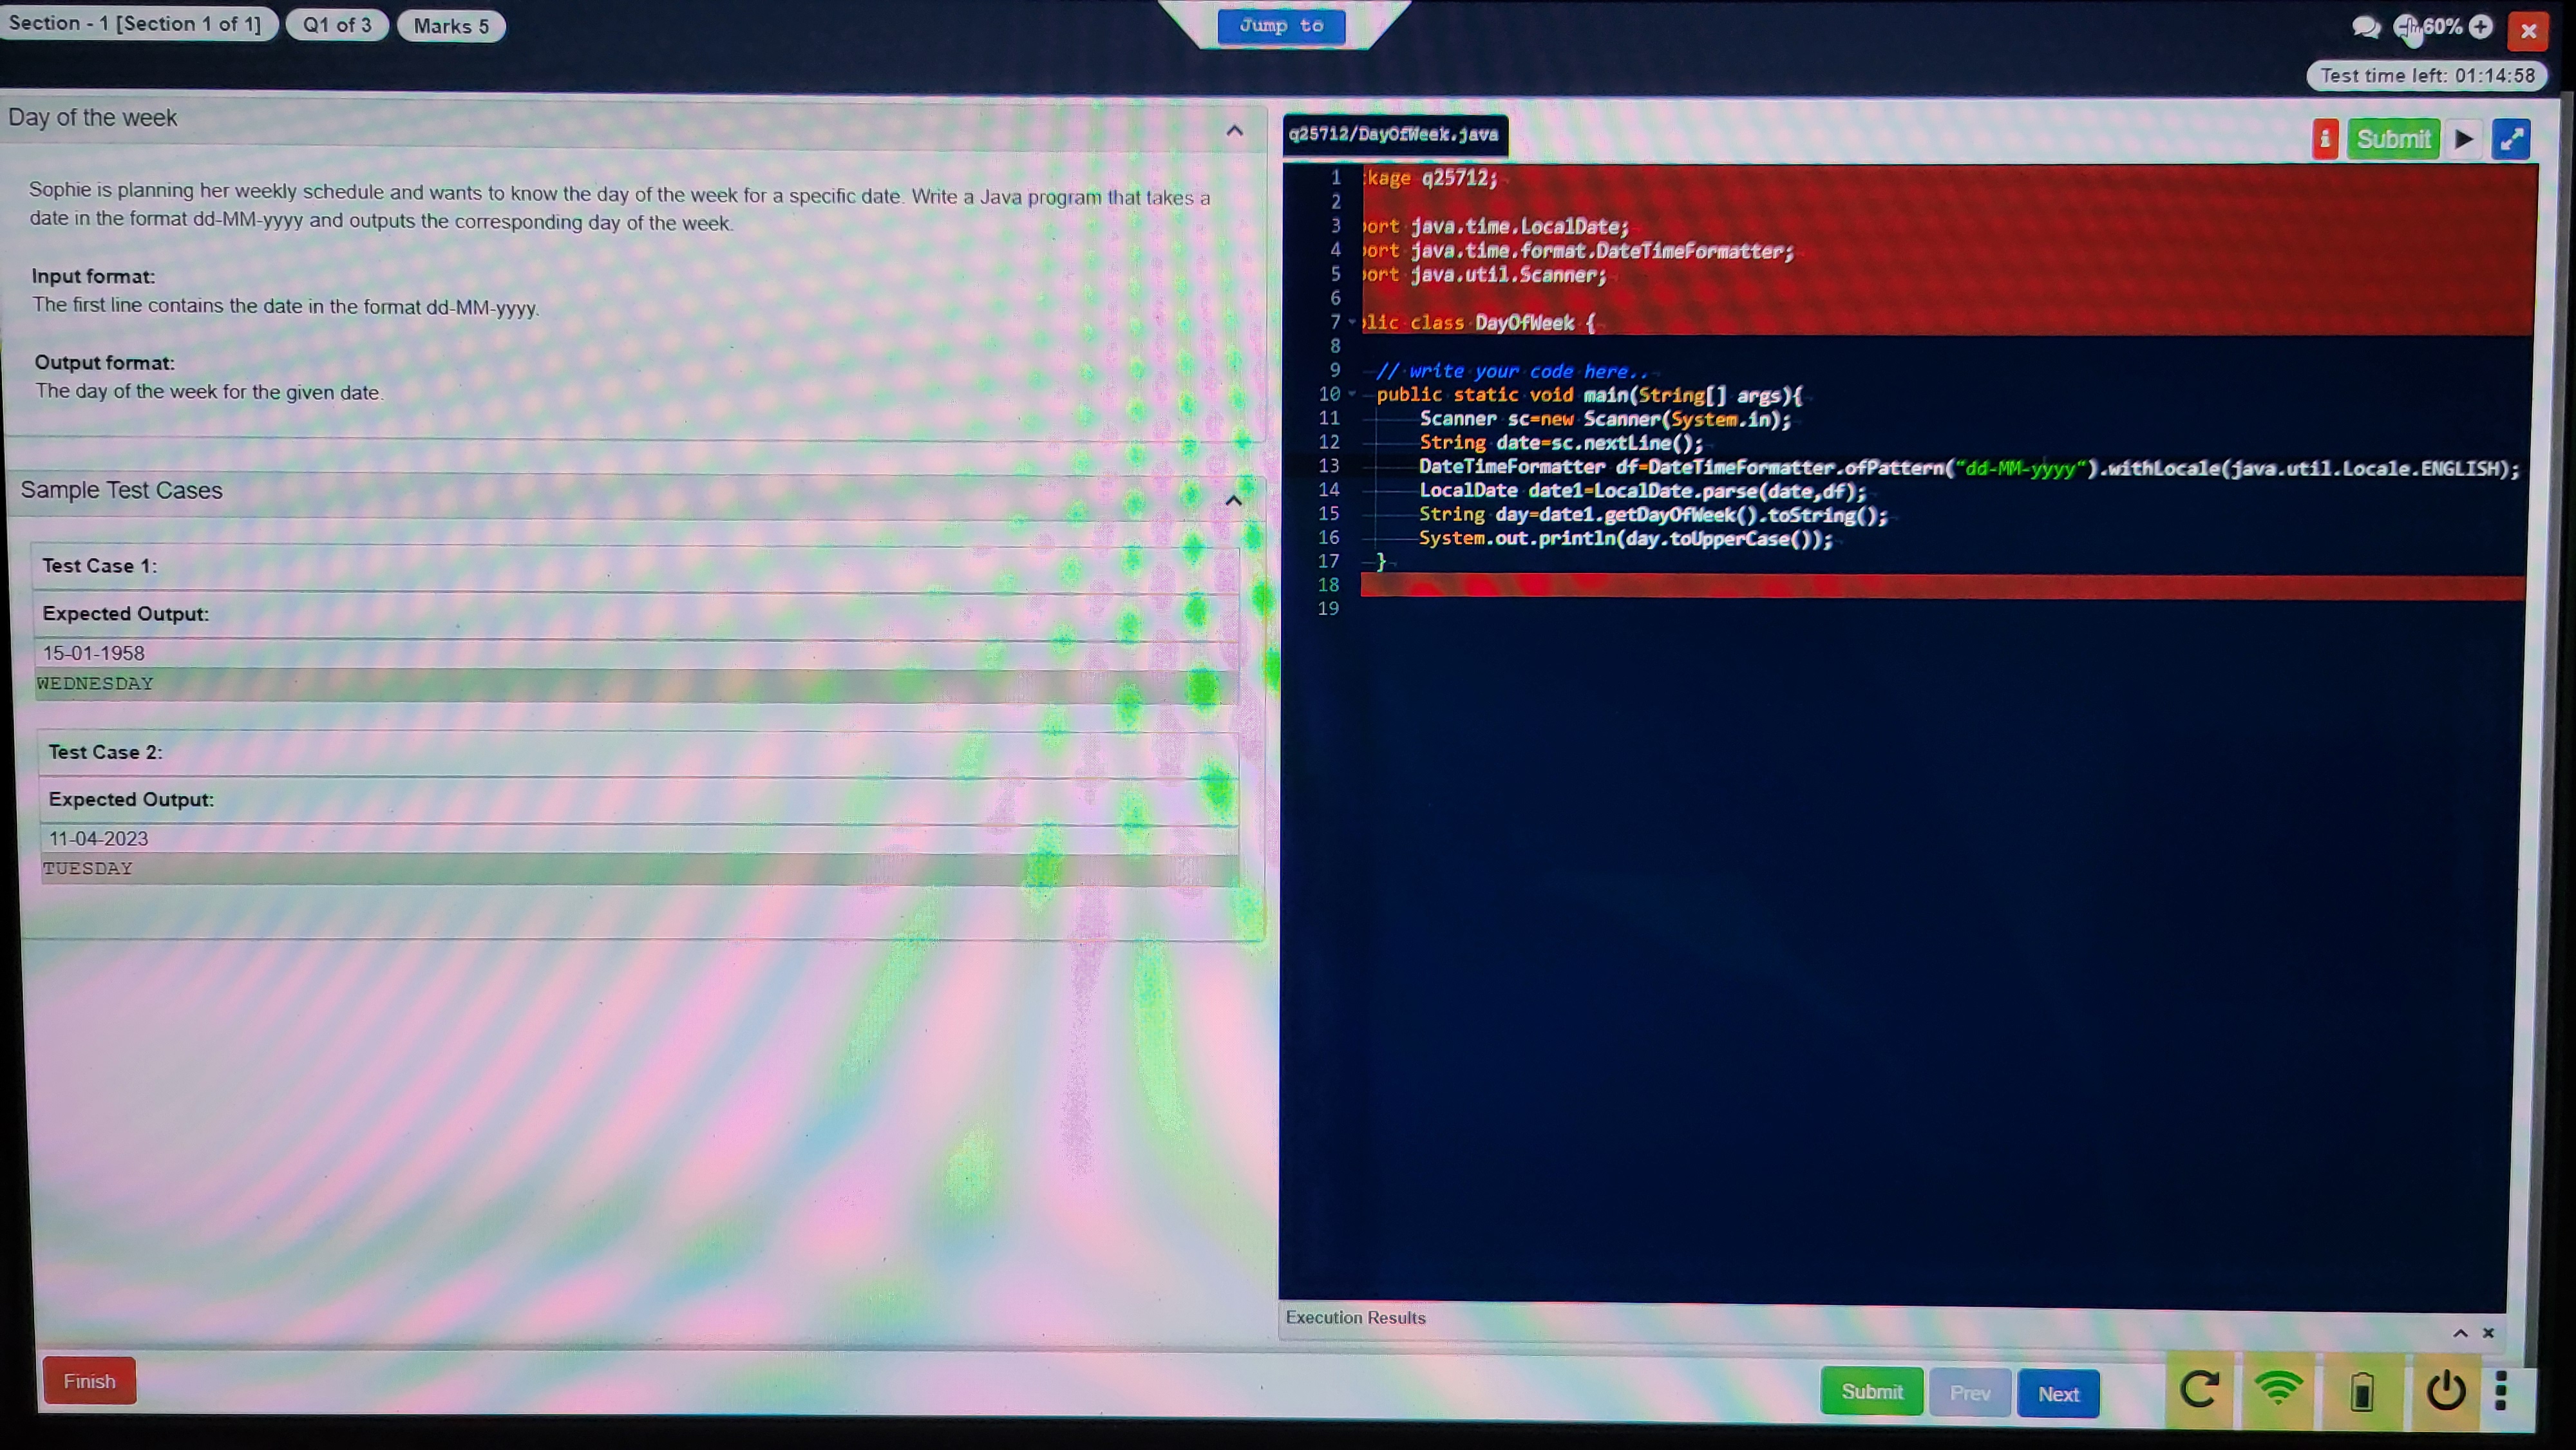 Section - 1 [Section 1 of 1] Q1 of 3 Marks 5
Jump to
60%
Test time left: 01:14:58
Day of the week
Sophie is planning her weekly schedule and wants to know the day of the week for a specific date. Write a Java program that takes a
date in the format dd-MM-yyyy and outputs the corresponding day of the week.
Input format:
The first line contains the date in the format dd-MM-yyyy.
Output format:
The day of the week for the given date.
Sample Test Cases
Test Case 1:
Expected Output:
15-01-1958
WEDNESDAY
Test Case 2:
Expected Output:
11-04-2023
TUESDAY
q25712/DayOfWeek.java
Submit
1 kage q25712;
2
3 ort java.time.LocalDate;
4 ort java.time.format.DateTimeFormatter;
5 ort java.util.Scanner;
6
7 lic class DayOfWeek {
8
9 // write your code here..
10 public static void main(String[] args){
11 Scanner sc=new Scanner(System.in);
12 String date=sc.nextLine();
13 DateTimeFormatter df=DateTimeFormatter.ofPattern("dd-MM-yyyy").withLocale(java.util.Locale.ENGLISH);
14 LocalDate date1=LocalDate.parse(date,df);
15 String day=date1.getDayOfWeek().toString();
16 System.out.println(day.toUpperCase());
17 }
18
19
Execution Results
Finish
Submit Prev Next